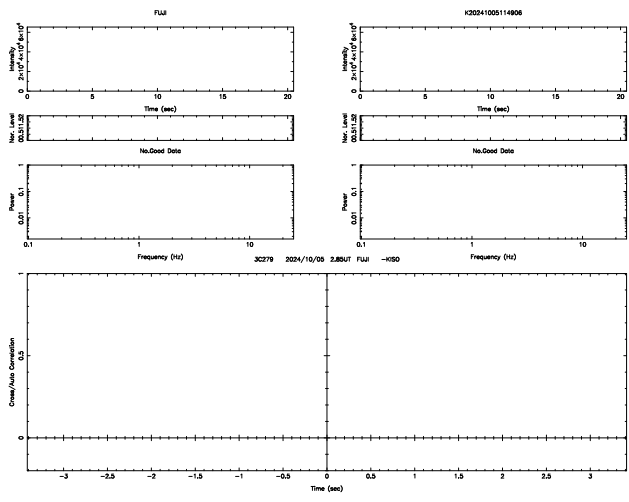 FUJI
K20241005114906
Intensity
0 2×10⁴ 4×10⁴ 6×10⁴
0 5 10 15 20
Time (sec)
Intensity
0 2×10⁴ 4×10⁴ 6×10⁴
0 5 10 15 20
Time (sec)
Nor. Level
00.511.52
Nor. Level
00.511.52
No.Good Data
No.Good Data
Power
0.01 0.1 1
0.1 1 10
Frequency (Hz)
Power
0.01 0.1 1
0.1 1 10
Frequency (Hz)
3C279 2024/10/05 2.85UT FUJI -KISO
Cross/Auto Correlation
0 0.5 1
-3 -2.5 -2 -1.5 -1 -0.5 0 0.5 1 1.5 2 2.5 3
Time (sec)